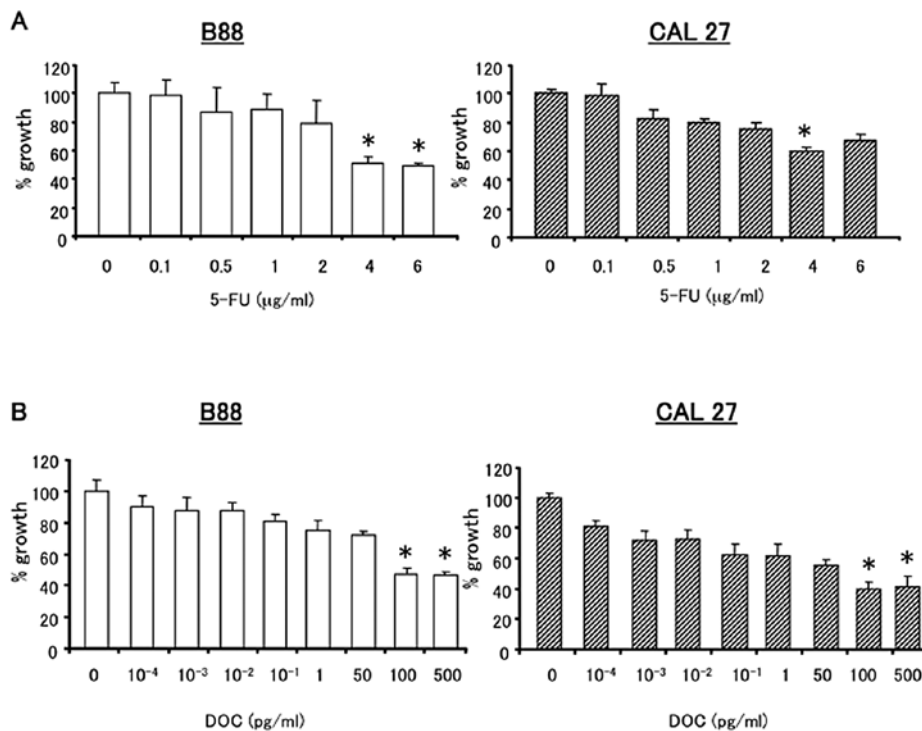 A
B88
CAL 27
120
100
80
60
40
20
0
% growth
* *
0 0.1 0.5 1 2 4 6
5-FU (μg/ml)
120
100
80
60
40
20
0
% growth
*
0 0.1 0.5 1 2 4 6
5-FU (μg/ml)
B
B88
CAL 27
120
100
80
60
40
20
0
% growth
* *
0 10⁻⁴ 10⁻³ 10⁻² 10⁻¹ 1 50 100 500
DOC (pg/ml)
120
100
80
60
40
20
0
% growth
* *
0 10⁻⁴ 10⁻³ 10⁻² 10⁻¹ 1 50 100 500
DOC (pg/ml)